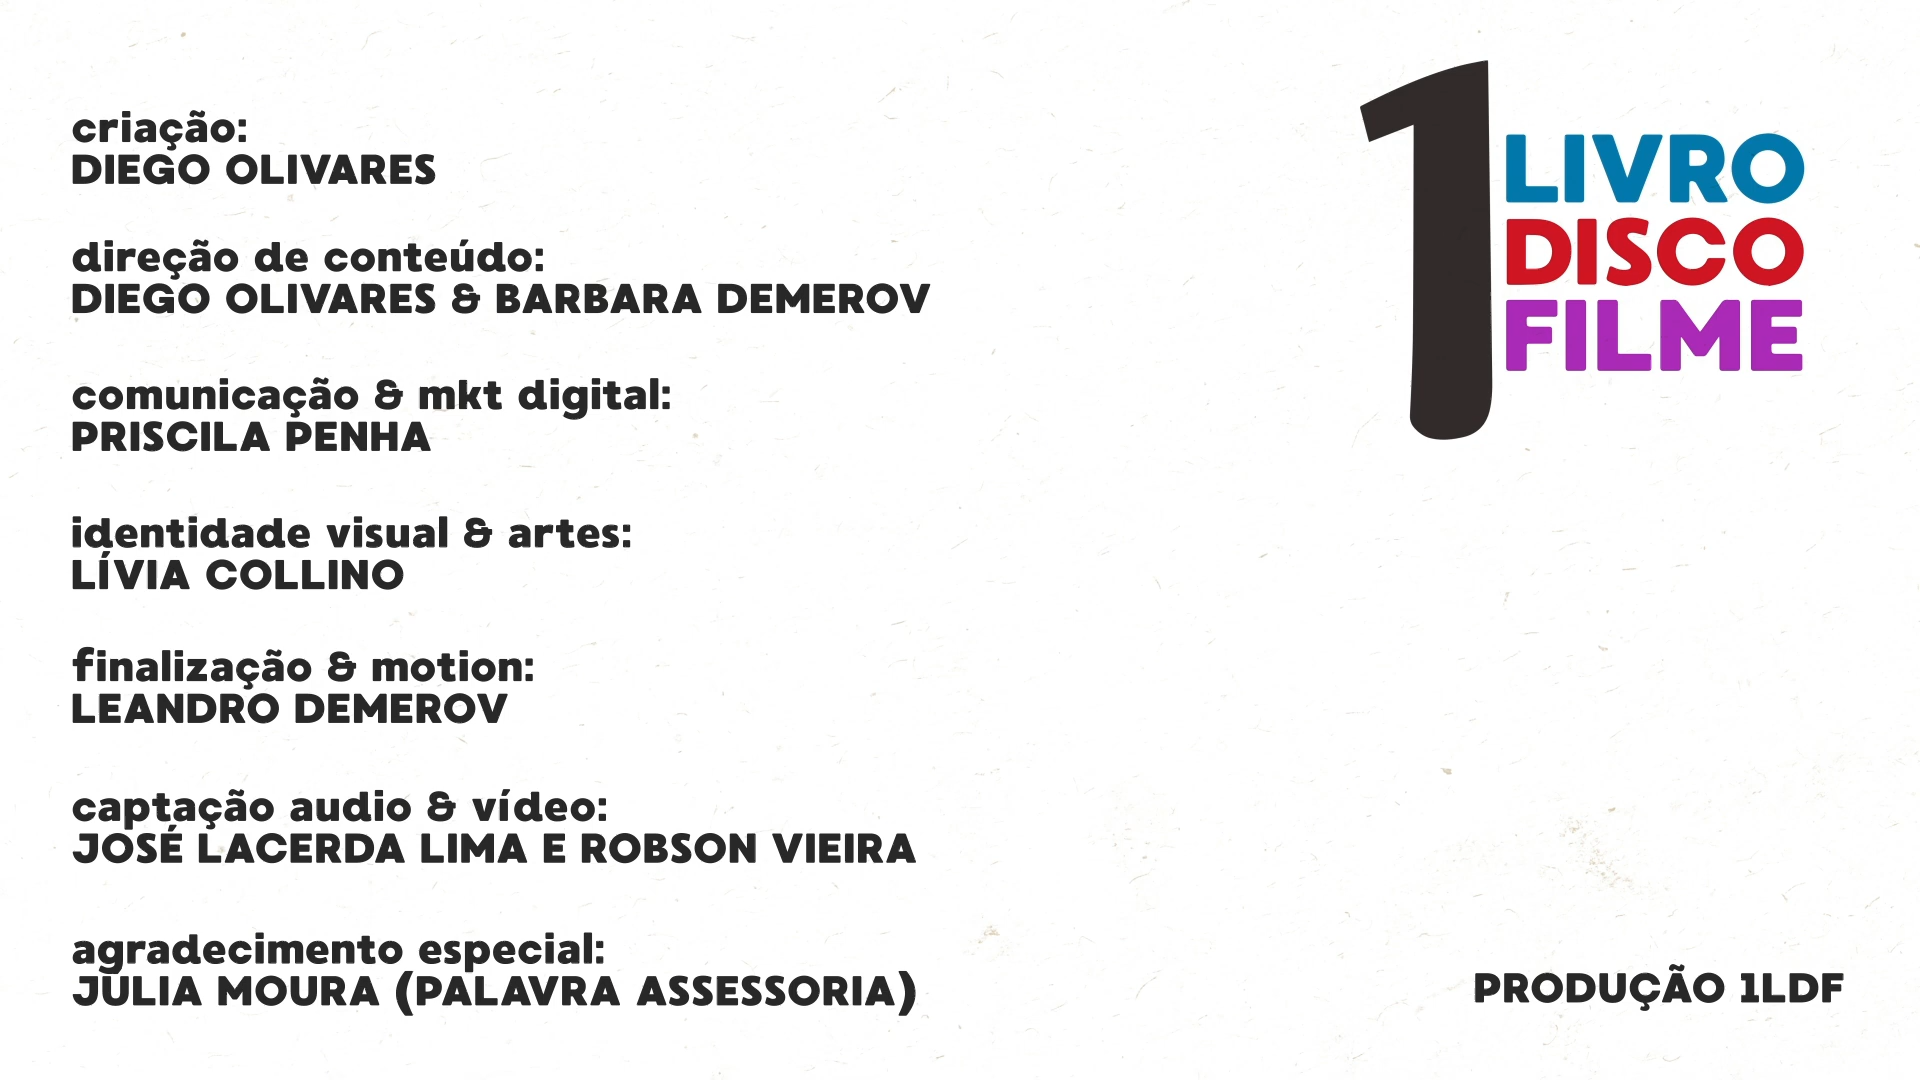 criação:
DIEGO OLIVARES
direção de conteúdo:
DIEGO OLIVARES & BARBARA DEMEROV
comunicação & mkt digital:
PRISCILA PENHA
identidade visual & artes:
LÍVIA COLLINO
finalização & motion:
LEANDRO DEMEROV
captação audio & vídeo:
JOSÉ LACERDA LIMA E ROBSON VIEIRA
agradecimento especial:
JULIA MOURA (PALAVRA ASSESSORIA)
1
LIVRO
DISCO
FILME
PRODUÇÃO 1LDF